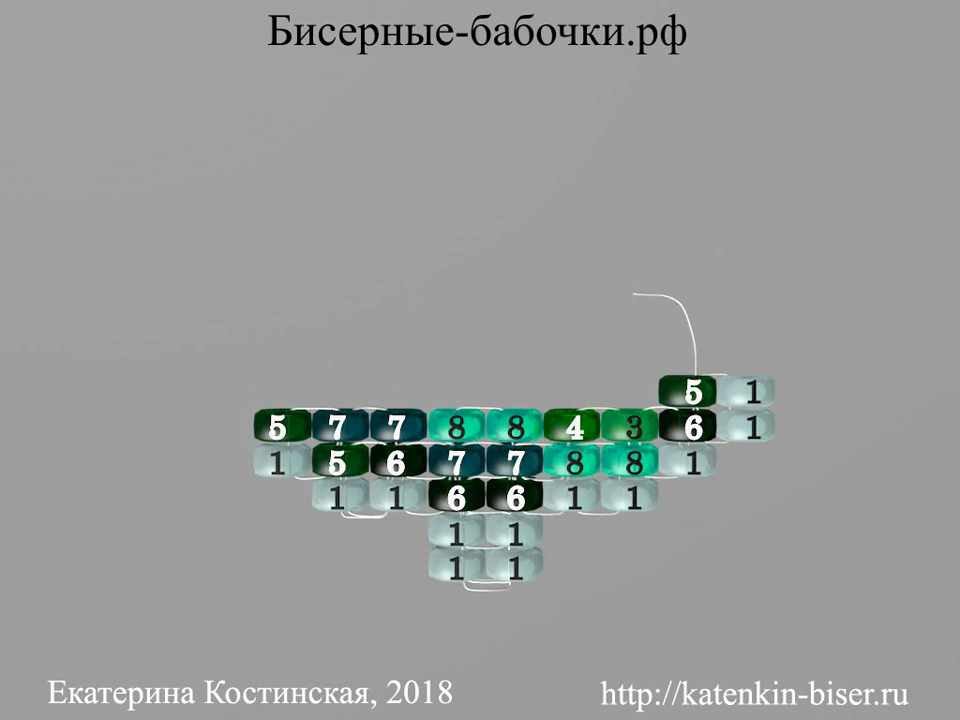 Бисерные-бабочки.рф
5 1
5 7 7 8 8 4 3 6 1
1 5 6 7 7 8 8 1
1 1 6 6 1 1
1 1
1 1
Екатерина Костинская, 2018 http://katenkin-biser.ru